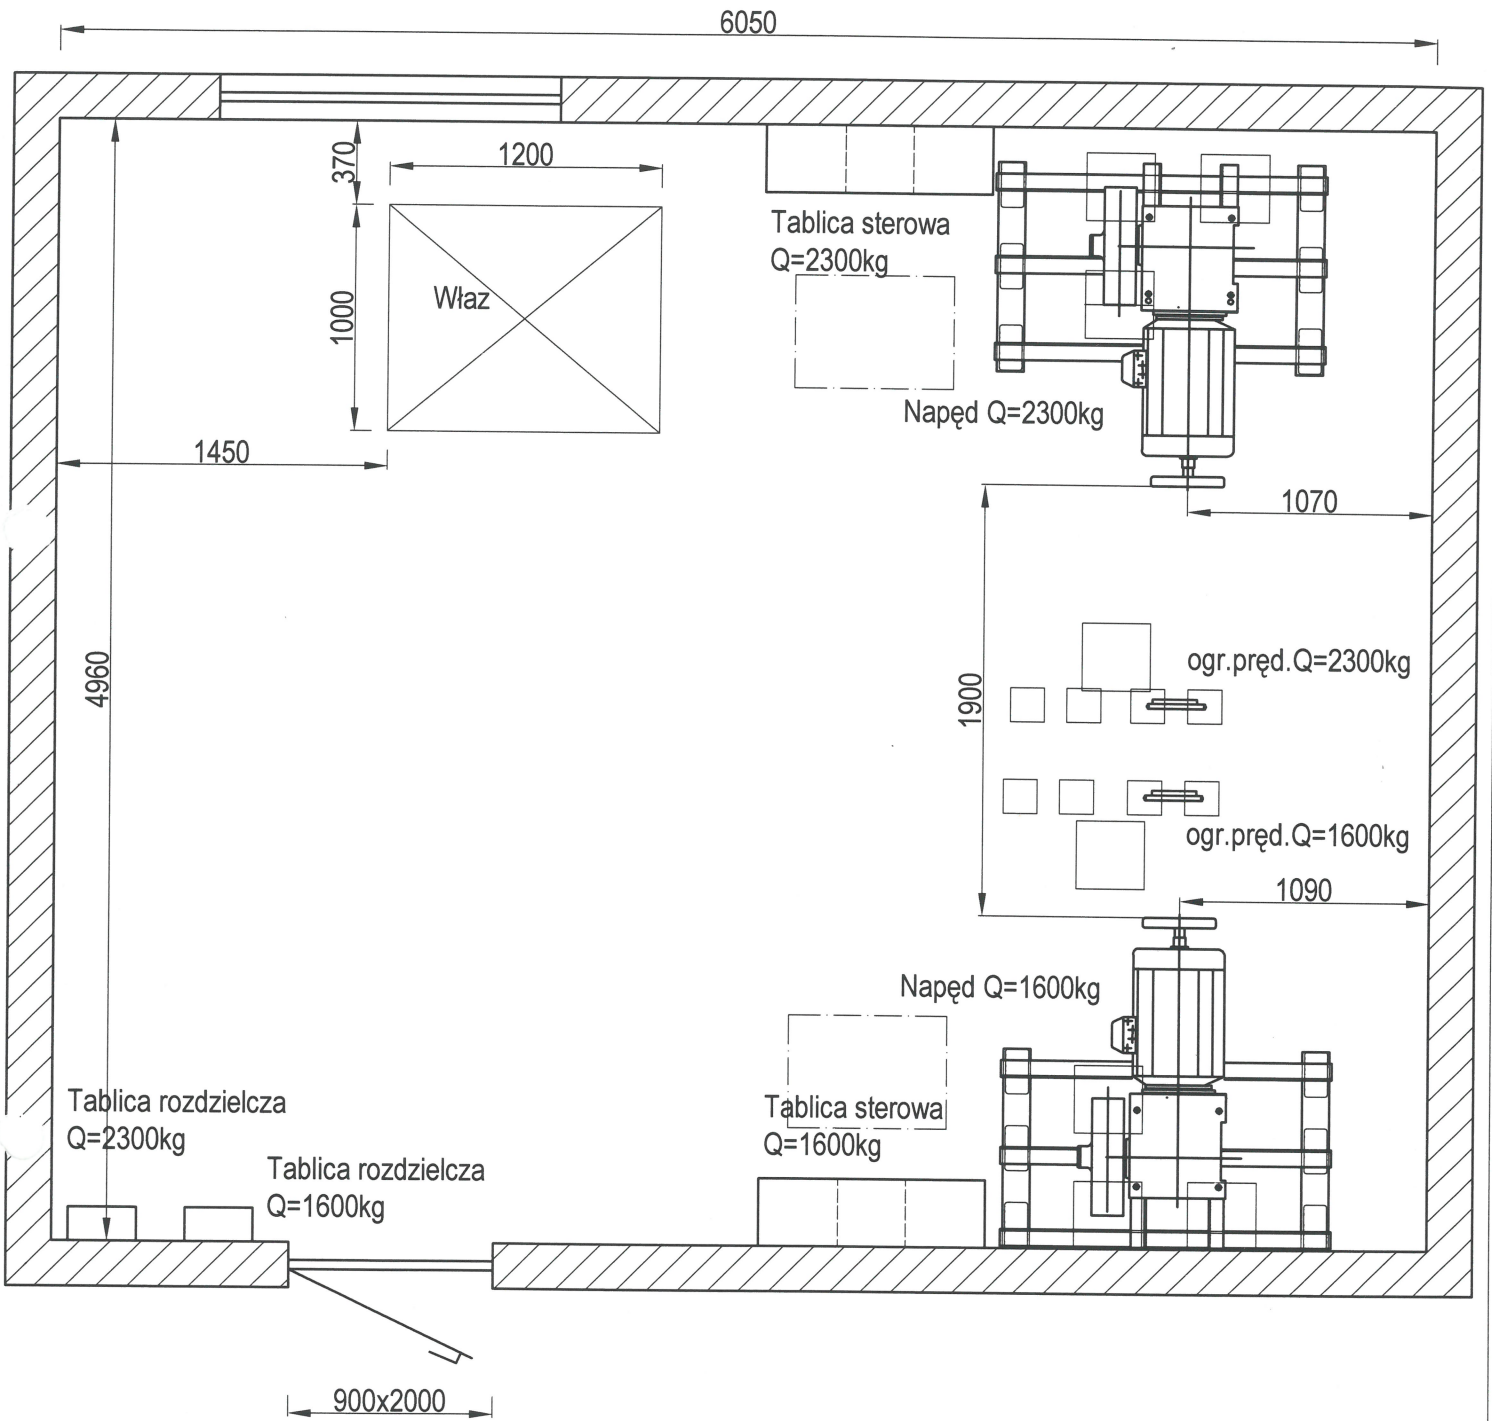 6050
370
1200
Tablica sterowa
Q=2300kg
1000
Właz
Napęd Q=2300kg
1450
1070
4960
1900
ogr.pręd.Q=2300kg
ogr.pręd.Q=1600kg
1090
Napęd Q=1600kg
Tablica rozdzielcza
Q=2300kg
Tablica sterowa
Q=1600kg
Tablica rozdzielcza
Q=1600kg
900x2000